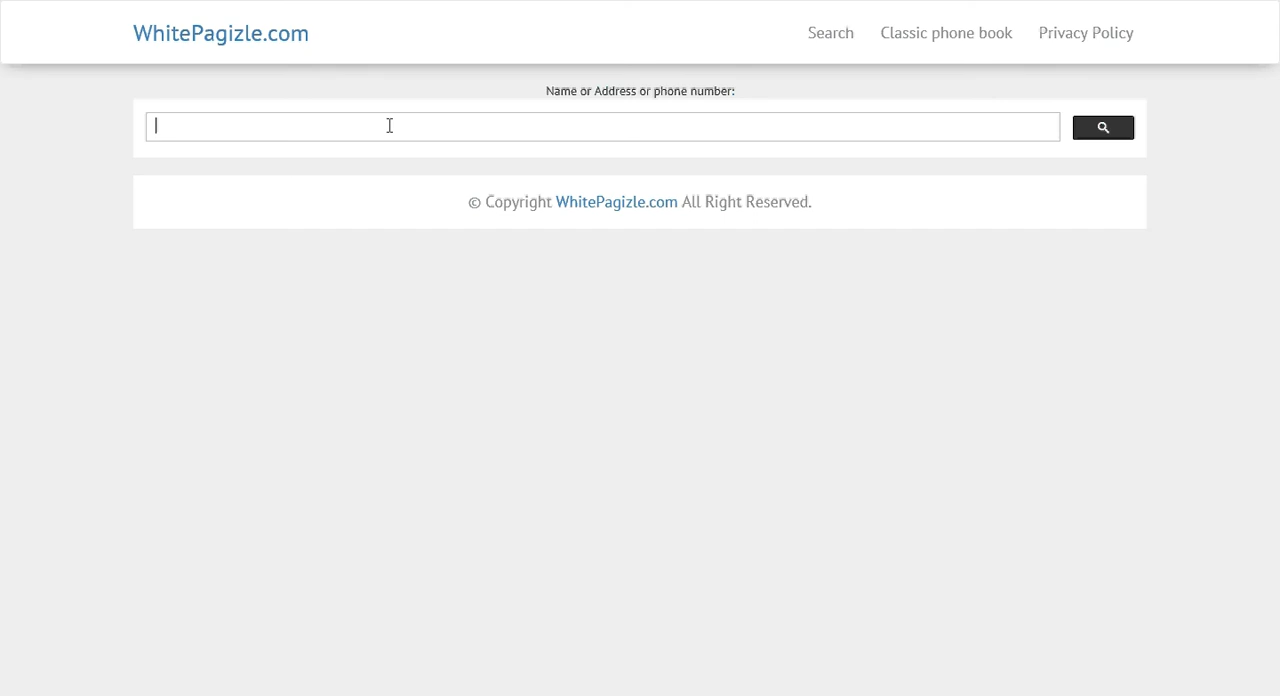 WhitePagizle.com
Search Classic phone book Privacy Policy
Name or Address or phone number:
© Copyright WhitePagizle.com All Right Reserved.